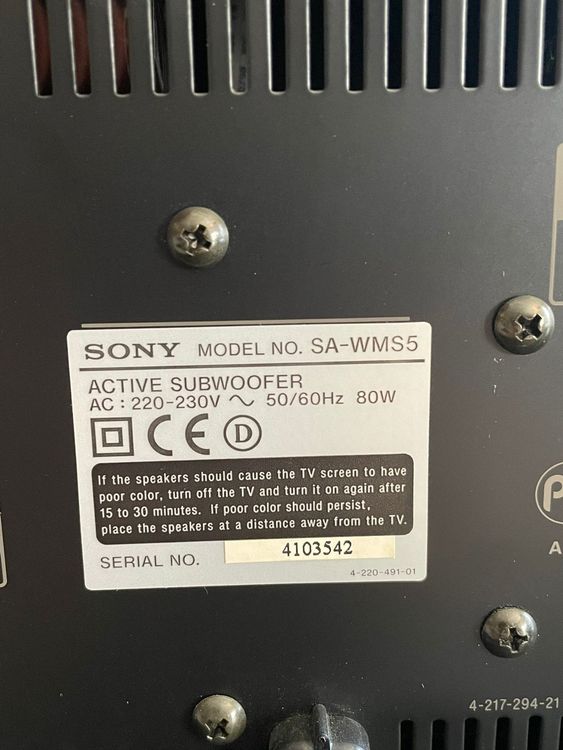 SONY MODEL NO. SA-WMS5
ACTIVE SUBWOOFER
AC : 220-230V ~ 50/60Hz 80W
CE D
If the speakers should cause the TV screen to have
poor color, turn off the TV and turn it on again after
15 to 30 minutes. If poor color should persist,
place the speakers at a distance away from the TV.
SERIAL NO. 4103542
4-220-491-01
4-217-294-21